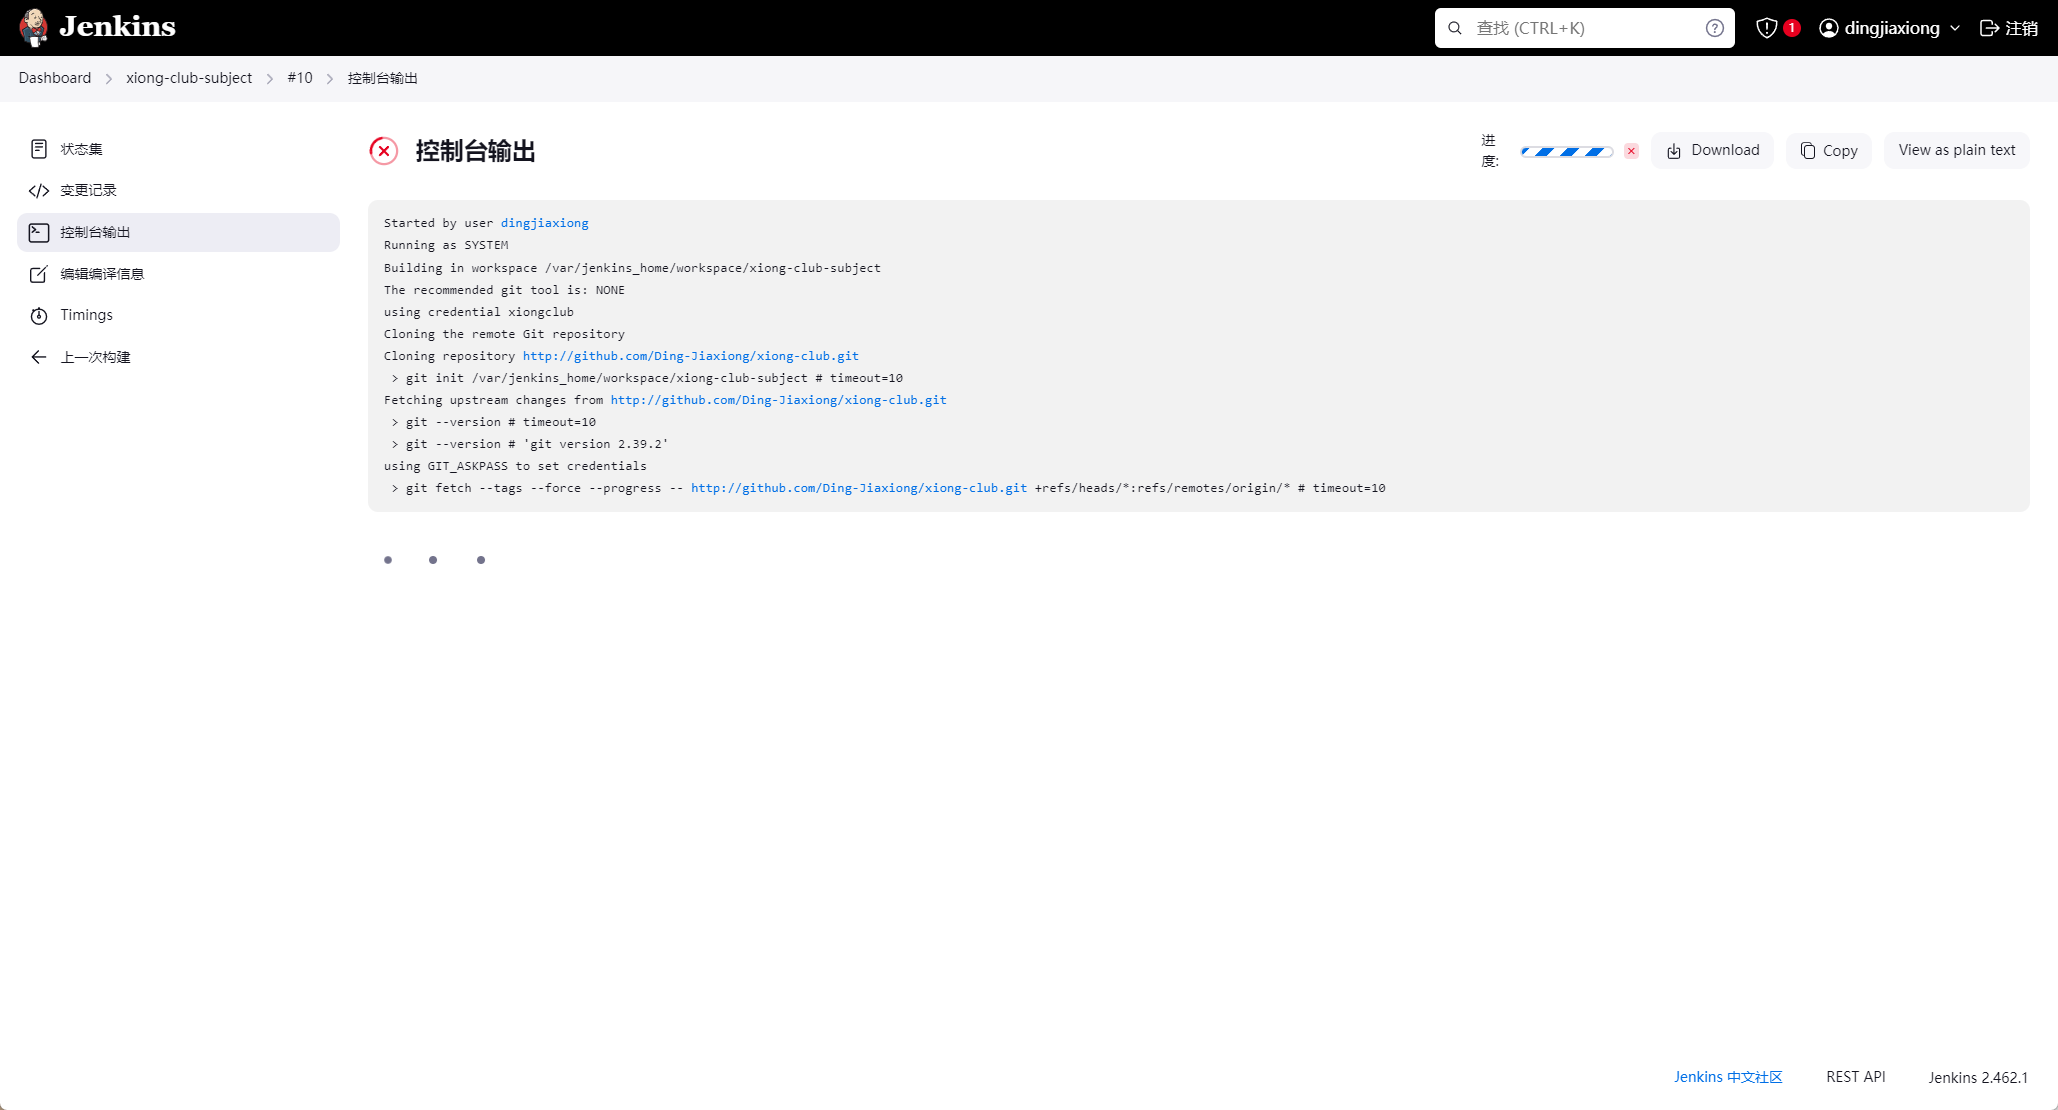 Jenkins
查找 (CTRL+K)
1
dingjiaxiong
注销
Dashboard
xiong-club-subject
#10
控制台输出
状态集
变更记录
控制台输出
编辑编译信息
Timings
上一次构建
控制台输出
进
度:
Download
Copy
View as plain text
Started by user dingjiaxiong
Running as SYSTEM
Building in workspace /var/jenkins_home/workspace/xiong-club-subject
The recommended git tool is: NONE
using credential xiongclub
Cloning the remote Git repository
Cloning repository http://github.com/Ding-Jiaxiong/xiong-club.git
 > git init /var/jenkins_home/workspace/xiong-club-subject # timeout=10
Fetching upstream changes from http://github.com/Ding-Jiaxiong/xiong-club.git
 > git --version # timeout=10
 > git --version # 'git version 2.39.2'
using GIT_ASKPASS to set credentials
 > git fetch --tags --force --progress -- http://github.com/Ding-Jiaxiong/xiong-club.git +refs/heads/*:refs/remotes/origin/* # timeout=10
Jenkins 中文社区
REST API
Jenkins 2.462.1